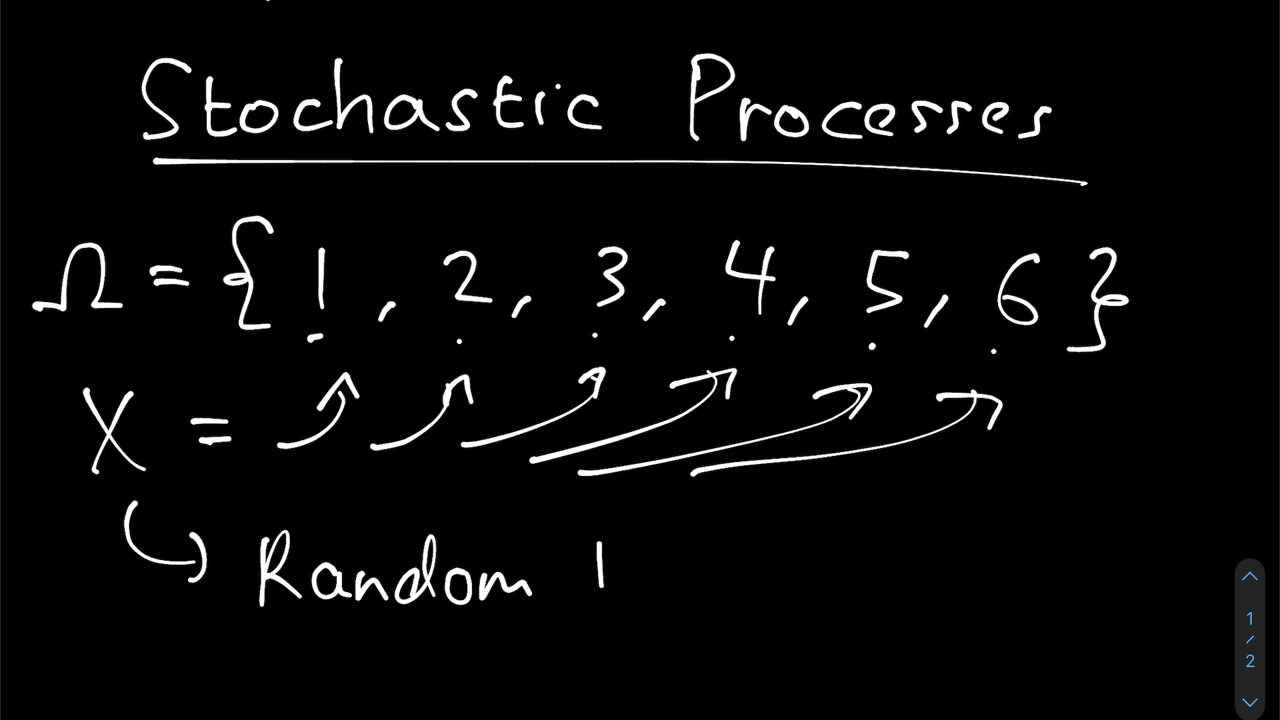 Stochastic Processes
Ω = {1, 2, 3, 4, 5, 6}
X =
Random
1
/
2